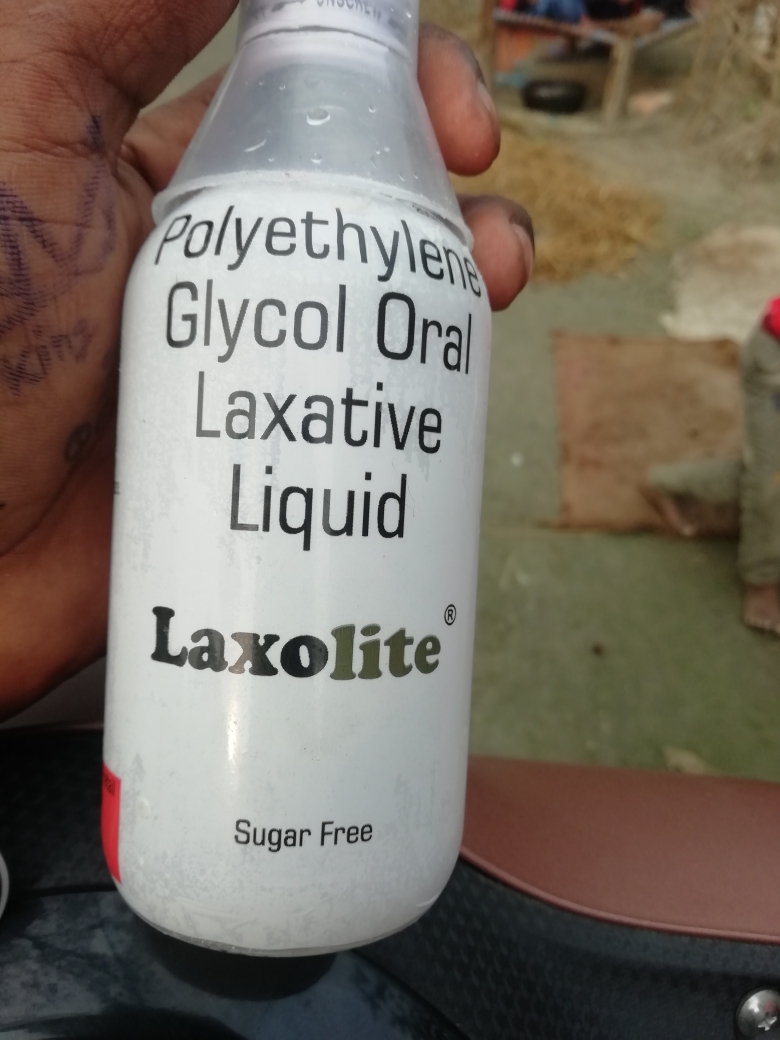 Polyethylene
Glycol Oral
Laxative
Liquid
Laxolite®
Sugar Free